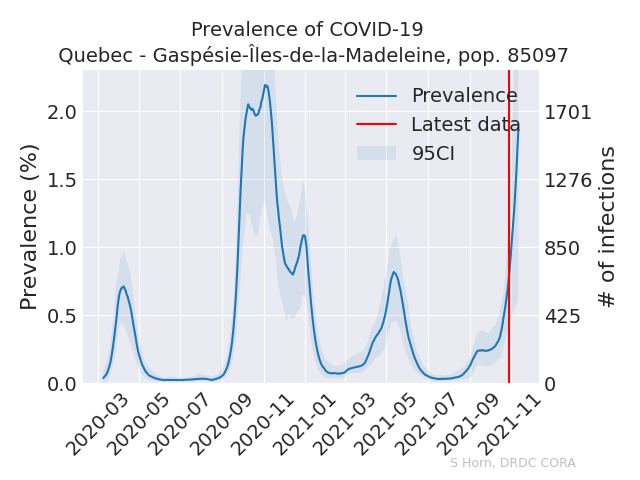 Prevalence of COVID-19
Quebec - Gaspésie-Îles-de-la-Madeleine, pop. 85097
Prevalence
Latest data
95CI
Prevalence (%)
2.0
1.5
1.0
0.5
0.0
1701
1276
850
425
0
# of infections
2020-03
2020-05
2020-07
2020-09
2020-11
2021-01
2021-03
2021-05
2021-07
2021-09
2021-11
S Horn, DRDC CORA